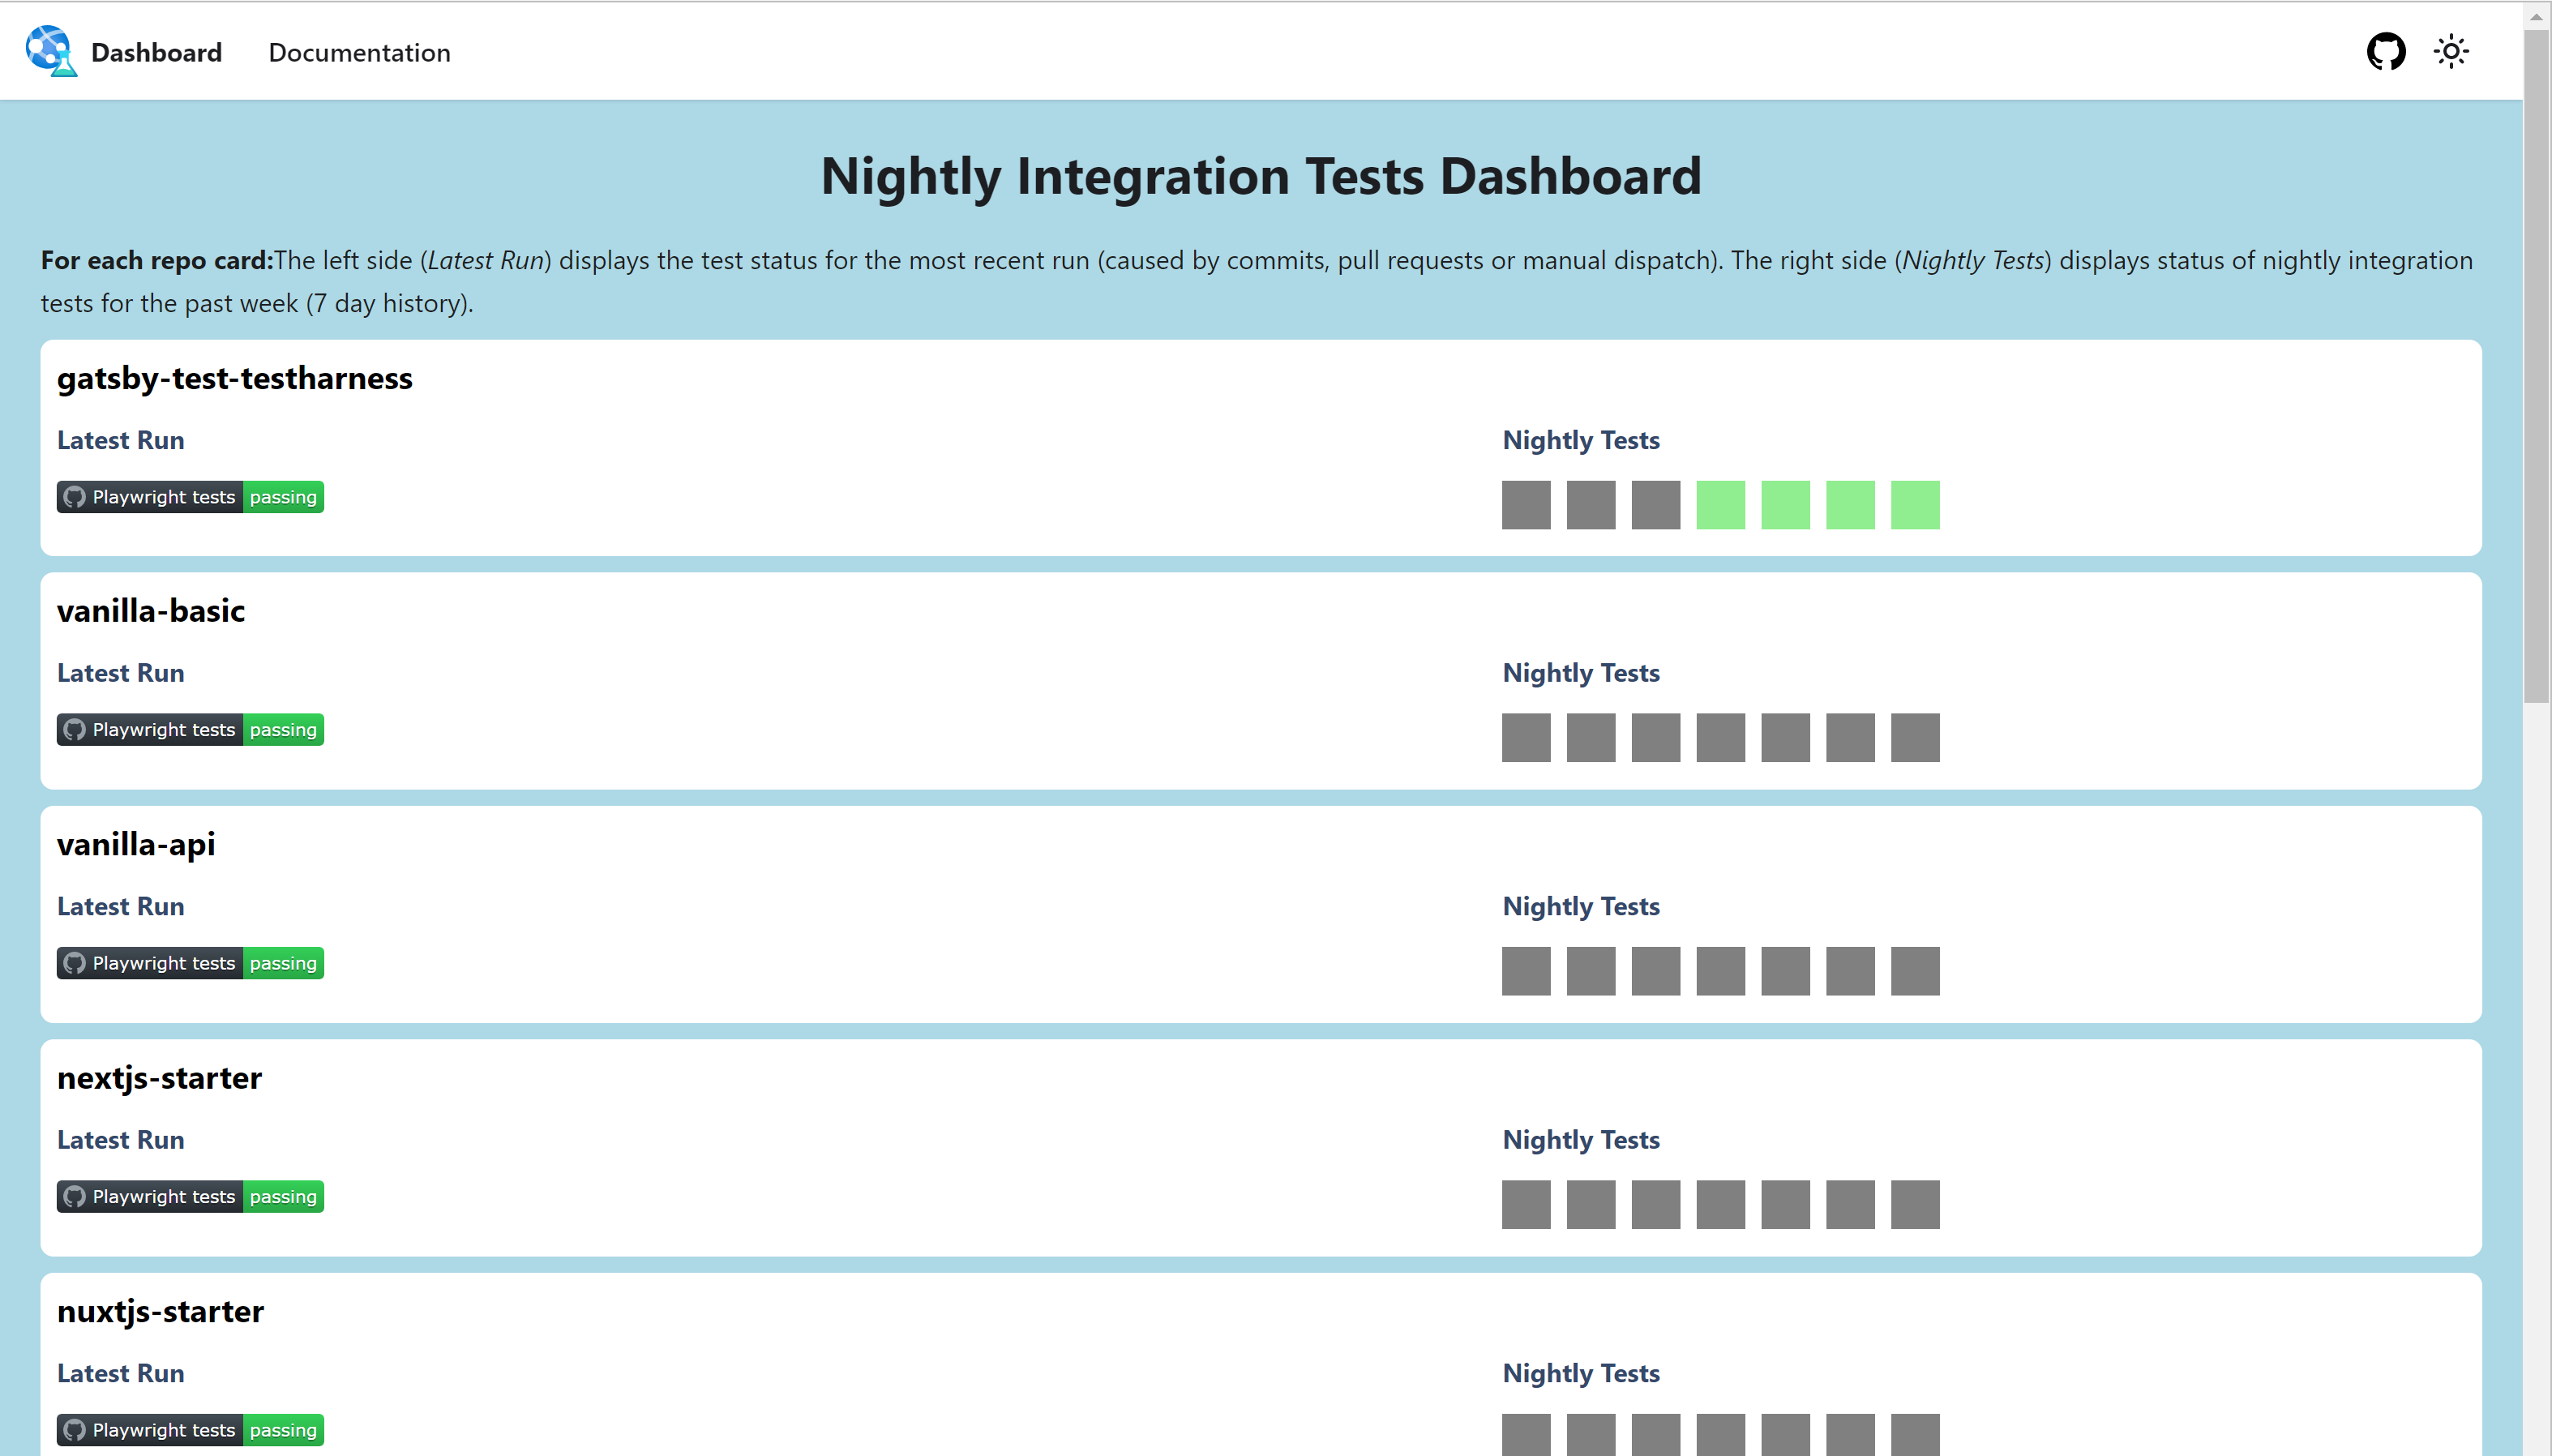 Dashboard Documentation
Nightly Integration Tests Dashboard
For each repo card:The left side (Latest Run) displays the test status for the most recent run (caused by commits, pull requests or manual dispatch). The right side (Nightly Tests) displays status of nightly integration
tests for the past week (7 day history).
gatsby-test-testharness
Latest Run
Playwright tests passing
Nightly Tests
vanilla-basic
Latest Run
Playwright tests passing
Nightly Tests
vanilla-api
Latest Run
Playwright tests passing
Nightly Tests
nextjs-starter
Latest Run
Playwright tests passing
Nightly Tests
nuxtjs-starter
Latest Run
Playwright tests passing
Nightly Tests